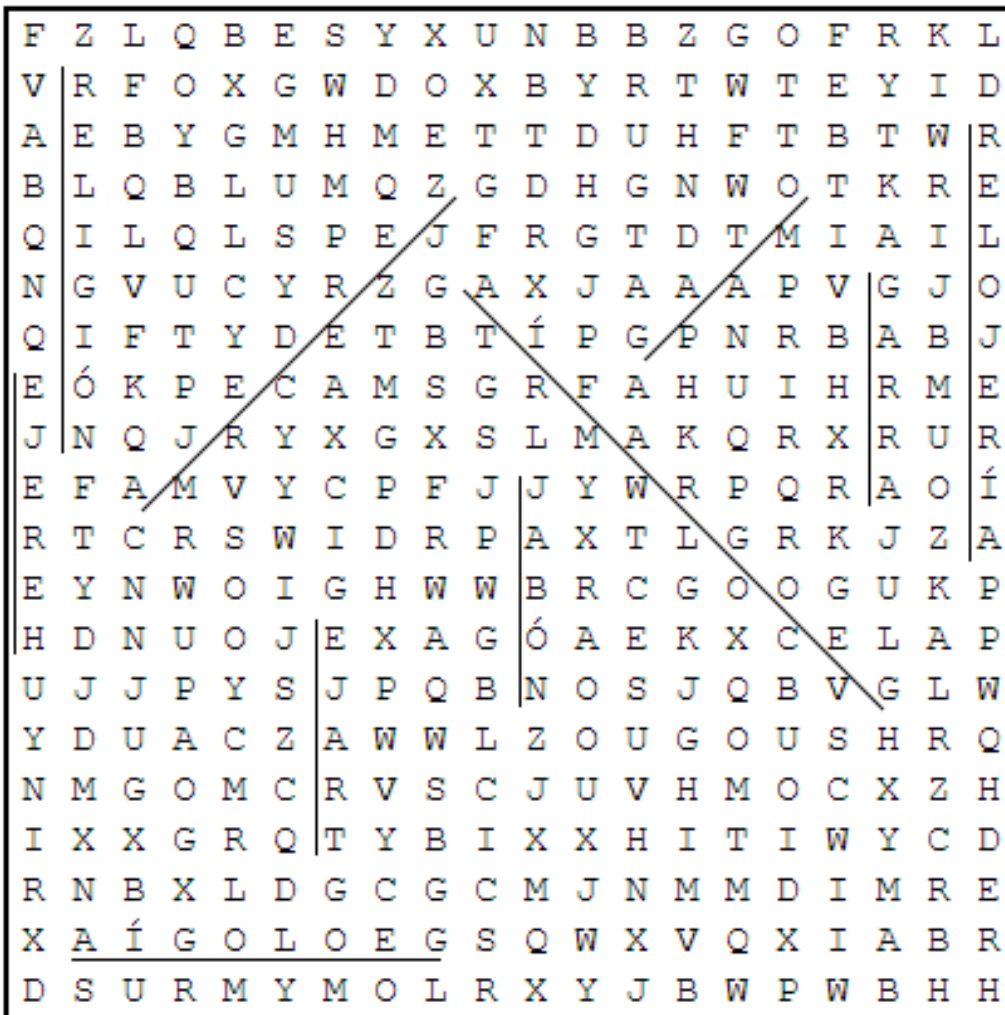 F Z L Q B E S Y X U N B B Z G O F R K L
V R F O X G W D O X B Y R T W T E Y I D
A E B Y G M H M E T T D U H F T B T W R
B L Q B L U M Q Z G D H G N W O T K R E
Q I L Q L S P E J F R G T D T M I A I L
N G V U C Y R Z G A X J A A A P V G J O
Q I F T Y D E T B T Í P G P N R B A B J
E Ó K P E C A M S G R F A H U I H R M E
J N Q J R Y X G X S L M A K Q R X R U R
E F A M V Y C P F J J Y W R P Q R A O Í
R T C R S W I D R P A X T L G R K J Z A
E Y N W O I G H W W B R C G O O G U K P
H D N U O J E X A G Ó A E K X C E L A P
U J J P Y S J P Q B N O S J Q B V G L W
Y D U A C Z A W W L Z O U G O U S H R Q
N M G O M C R V S C J U V H M O C X Z H
I X X G R Q T Y B I X X H I T I W Y C D
R N B X L D G C G C M J N M M D I M R E
X A Í G O L O E G S Q W X V Q X I A B R
D S U R M Y M O L R X Y J B W P W B H H